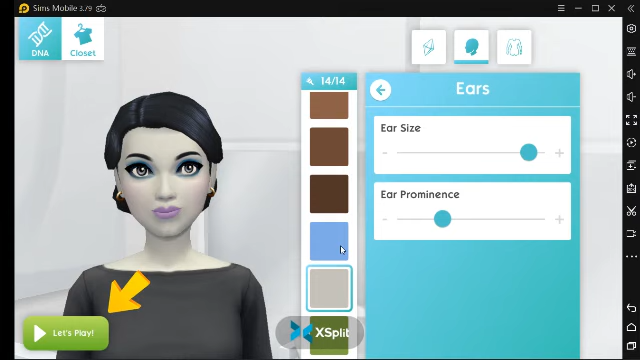 Sims Mobile 3.79
DNA
Closet
14/14
Ears
Ear Size
- +
Ear Prominence
- +
Let's Play!
XSplit